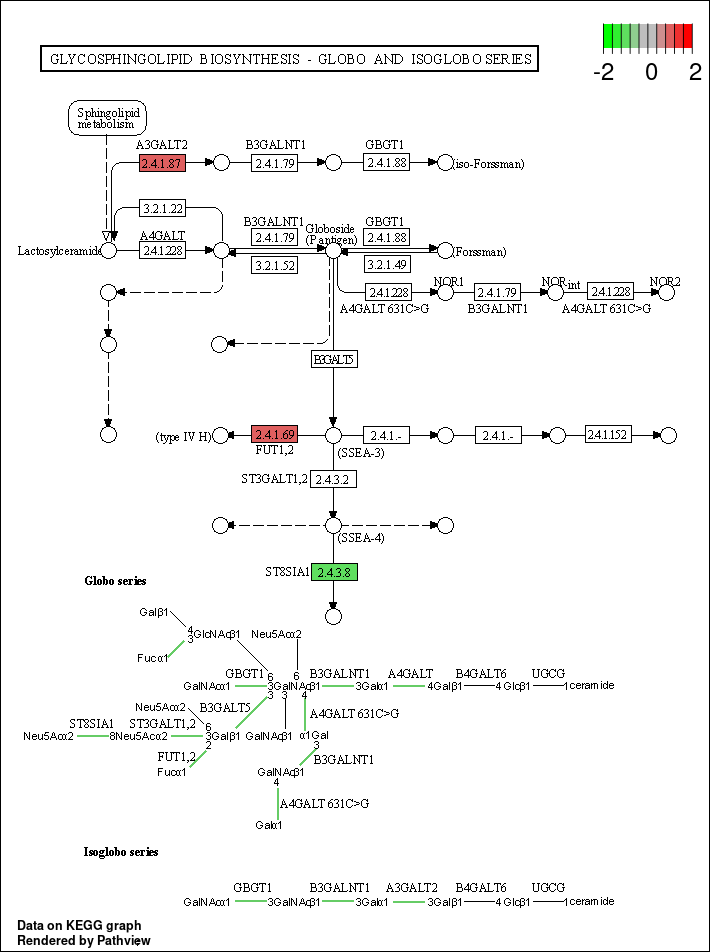 -2 0 2
GLYCOSPHINGOLIPID BIOSYNTHESIS - GLOBO AND ISOGLOBO SERIES
Sphingolipid
metabolism
A3GALT2 B3GALNT1 GBGT1
2.4.1.87 2.4.1.79 2.4.1.88 (iso-Forssman)
3.2.1.22
B3GALNT1 Globoside GBGT1
A4GALT 2.4.1.79 (P antigen) 2.4.1.88
Lactosylceramide 2.4.1.228 (Forssman)
3.2.1.52 3.2.1.49
NOR1 NOR int NOR2
2.4.1.228 2.4.1.79 2.4.1.228
A4GALT 631C>G B3GALNT1 A4GALT 631C>G
B3GALT5
(type IV H) 2.4.1.69 2.4.1.- 2.4.1.- 2.4.1.152
FUT1,2 (SSEA-3)
ST3GALT1,2 2.4.3.2
(SSEA-4)
ST8SIA1 2.4.3.8
Globo series
Galβ1
4 GlcNAcβ1 Neu5Acα2
3
Fucα1
GBGT1 6 6 B3GALNT1 A4GALT B4GALT6 UGCG
GalNAcα1 3GalNAcβ1 3Galα1 4Galβ1 4Glcβ1 1ceramide
3 3 4
Neu5Acα2 B3GALT5 A4GALT 631C>G
ST8SIA1 ST3GALT1,2 6
Neu5Acα2 8Neu5Acα2 3Galβ1 GalNAcβ1 α1Gal
2 3
FUT1,2 B3GALNT1
Fucα1 GalNAcβ1
4
A4GALT 631C>G
Galα1
Isoglobo series
GBGT1 B3GALNT1 A3GALT2 B4GALT6 UGCG
GalNAcα1 3GalNAcβ1 3Galα1 3Galβ1 4Glcβ1 1ceramide
Data on KEGG graph
Rendered by Pathview